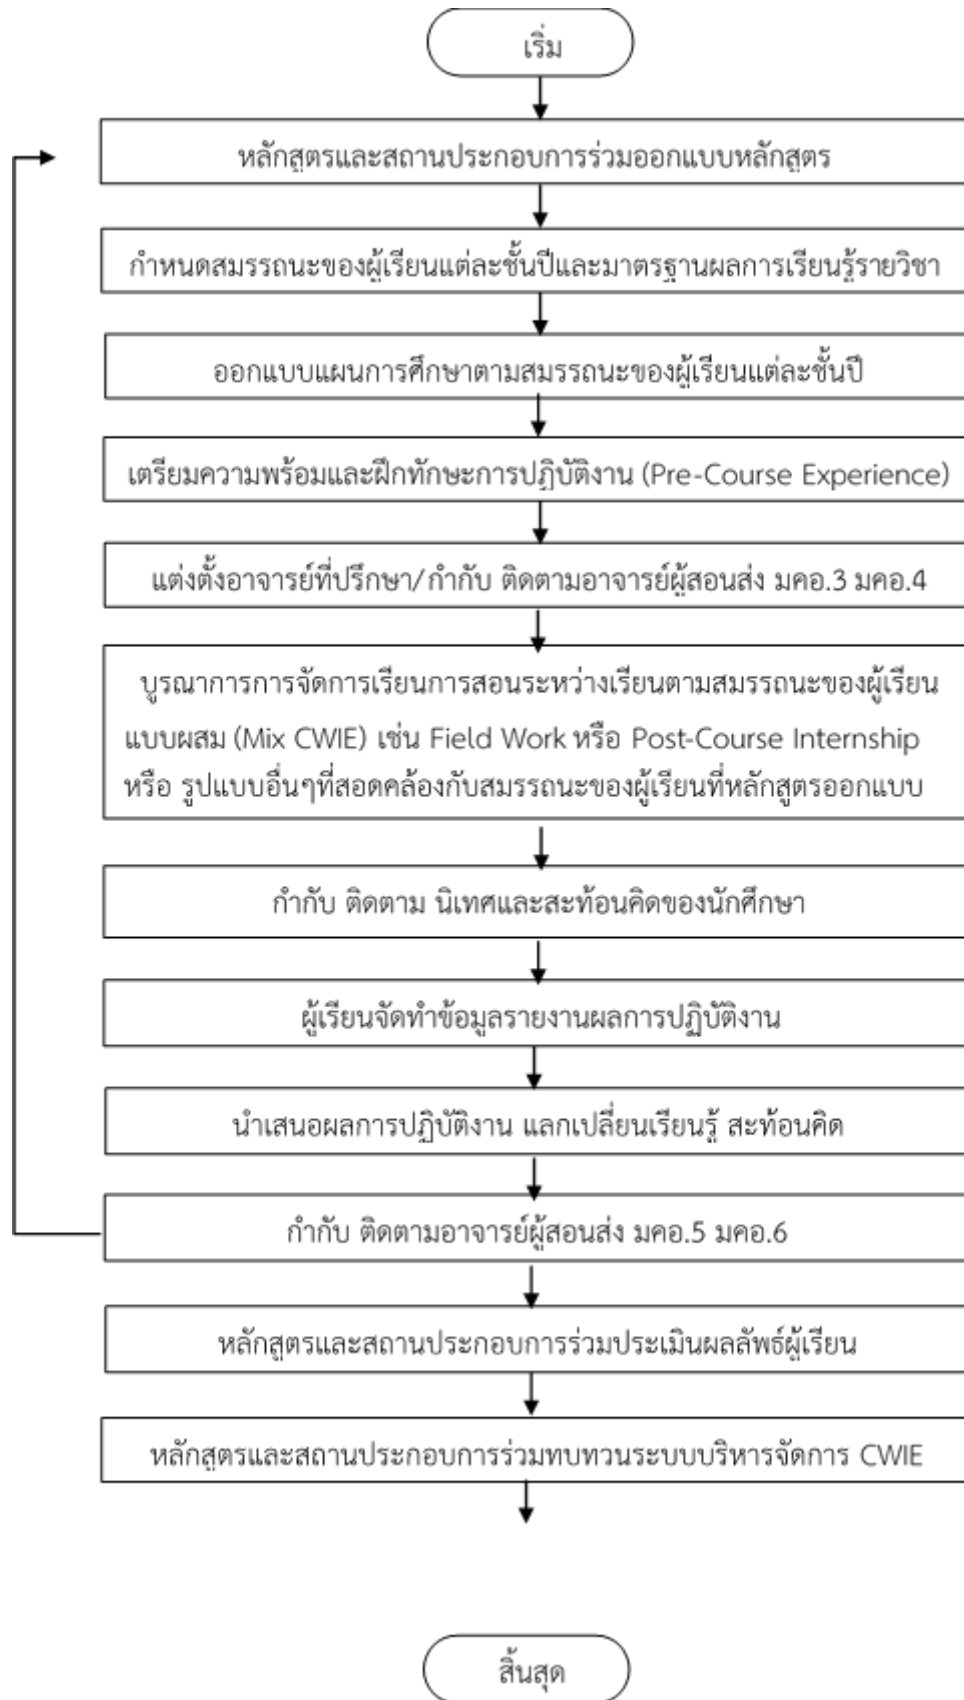 เริ่ม
หลักสูตรและสถานประกอบการร่วมออกแบบหลักสูตร
กำหนดสมรรถนะของผู้เรียนแต่ละชั้นปีและมาตรฐานผลการเรียนรู้รายวิชา
ออกแบบแผนการศึกษาตามสมรรถนะของผู้เรียนแต่ละชั้นปี
เตรียมความพร้อมและฝึกทักษะการปฏิบัติงาน (Pre-Course Experience)
แต่งตั้งอาจารย์ที่ปรึกษา/กำกับ ติดตามอาจารย์ผู้สอนส่ง มคอ.3 มคอ.4
บูรณาการการจัดการเรียนการสอนระหว่างเรียนตามสมรรถนะของผู้เรียน
แบบผสม (Mix CWIE) เช่น Field Work หรือ Post-Course Internship
หรือ รูปแบบอื่นๆที่สอดคล้องกับสมรรถนะของผู้เรียนที่หลักสูตรออกแบบ
กำกับ ติดตาม นิเทศและสะท้อนคิดของนักศึกษา
ผู้เรียนจัดทำข้อมูลรายงานผลการปฏิบัติงาน
นำเสนอผลการปฏิบัติงาน แลกเปลี่ยนเรียนรู้ สะท้อนคิด
กำกับ ติดตามอาจารย์ผู้สอนส่ง มคอ.5 มคอ.6
หลักสูตรและสถานประกอบการร่วมประเมินผลลัพธ์ผู้เรียน
หลักสูตรและสถานประกอบการร่วมทบทวนระบบบริหารจัดการ CWIE
สิ้นสุด